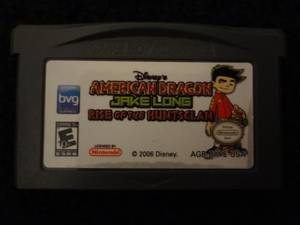 Disney's
AMERICAN DRAGON
JAKE LONG
RISE OF THE HUNTSCLAN
bvg
E
LICENSED BY
Nintendo
© 2006 Disney.